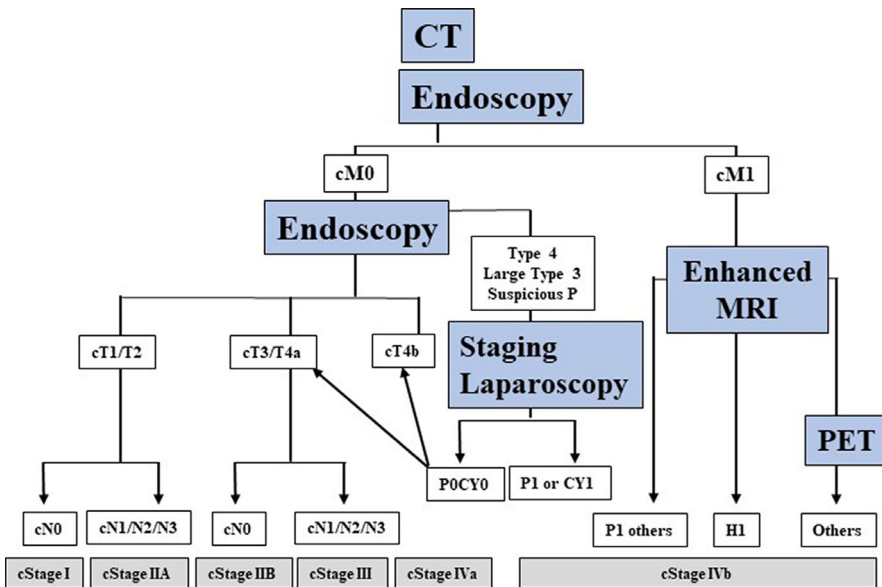 CT
Endoscopy
cM0
cM1
Endoscopy
Type 4
Large Type 3
Suspicious P
Enhanced
MRI
cT1/T2
cT3/T4a
cT4b
Staging
Laparoscopy
PET
P0CY0
P1 or CY1
cN0
cN1/N2/N3
cN0
cN1/N2/N3
P1 others
H1
Others
cStage I
cStage IIA
cStage IIB
cStage III
cStage IVa
cStage IVb